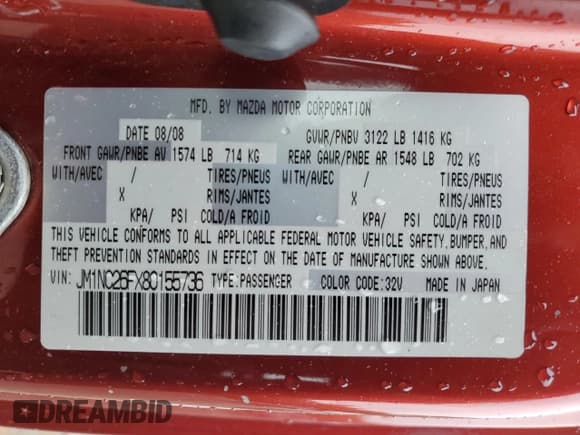 MFD. BY MAZDA MOTOR CORPORATION
DATE 08/08 GVWR/PNBV 3122 LB 1416 KG
FRONT GAWR/PNBE AV 1574 LB 714 KG REAR GAWR/PNBE AR 1548 LB 702 KG
WITH/AVEC / TIRES/PNEUS WITH/AVEC / TIRES/PNEUS
X RIMS/JANTES X RIMS/JANTES
KPA/ PSI COLD/A FROID KPA/ PSI COLD/A FROID
THIS VEHICLE CONFORMS TO ALL APPLICABLE FEDERAL MOTOR VEHICLE SAFETY, BUMPER, AND
THEFT PREVENTION STANDARDS IN EFFECT ON THE DATE OF MANUFACTURE SHOWN ABOVE.
VIN: JM1NC26FX80155736 TYPE:PASSENGER COLOR CODE:32V MADE IN JAPAN
DREAMBID